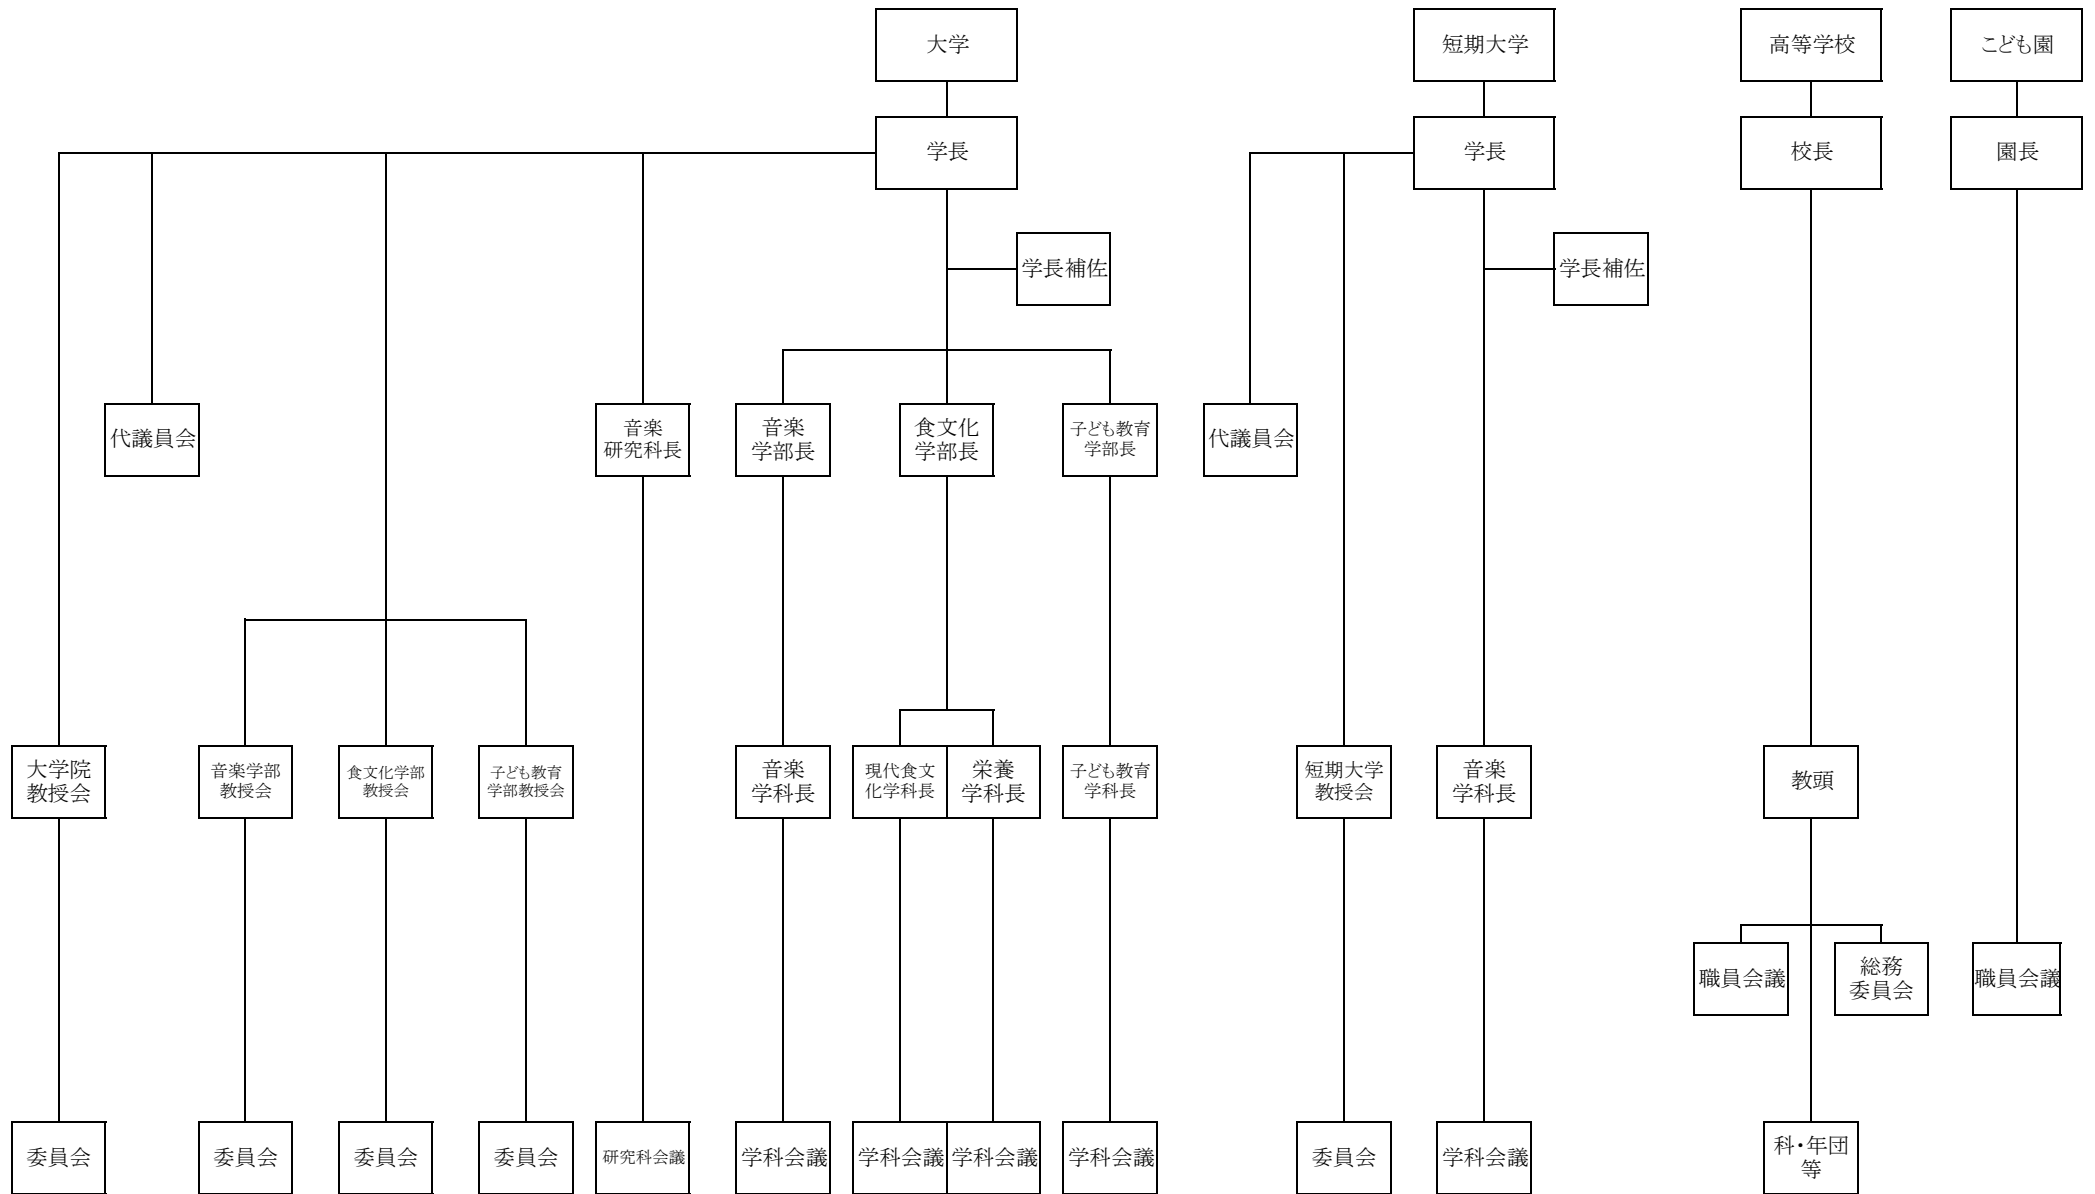 大学
短期大学
高等学校
こども園
学長
学長
校長
園長
学長補佐
学長補佐
代議員会
音楽
研究科長
音楽
学部長
食文化
学部長
子ども教育
学部長
代議員会
大学院
教授会
音楽学部
教授会
食文化学部
教授会
子ども教育
学部教授会
音楽
学科長
現代食文
化学科長
栄養
学科長
子ども教育
学科長
短期大学
教授会
音楽
学科長
教頭
職員会議
総務
委員会
職員会議
委員会
委員会
委員会
委員会
研究科会議
学科会議
学科会議
学科会議
学科会議
委員会
学科会議
科・年団
等